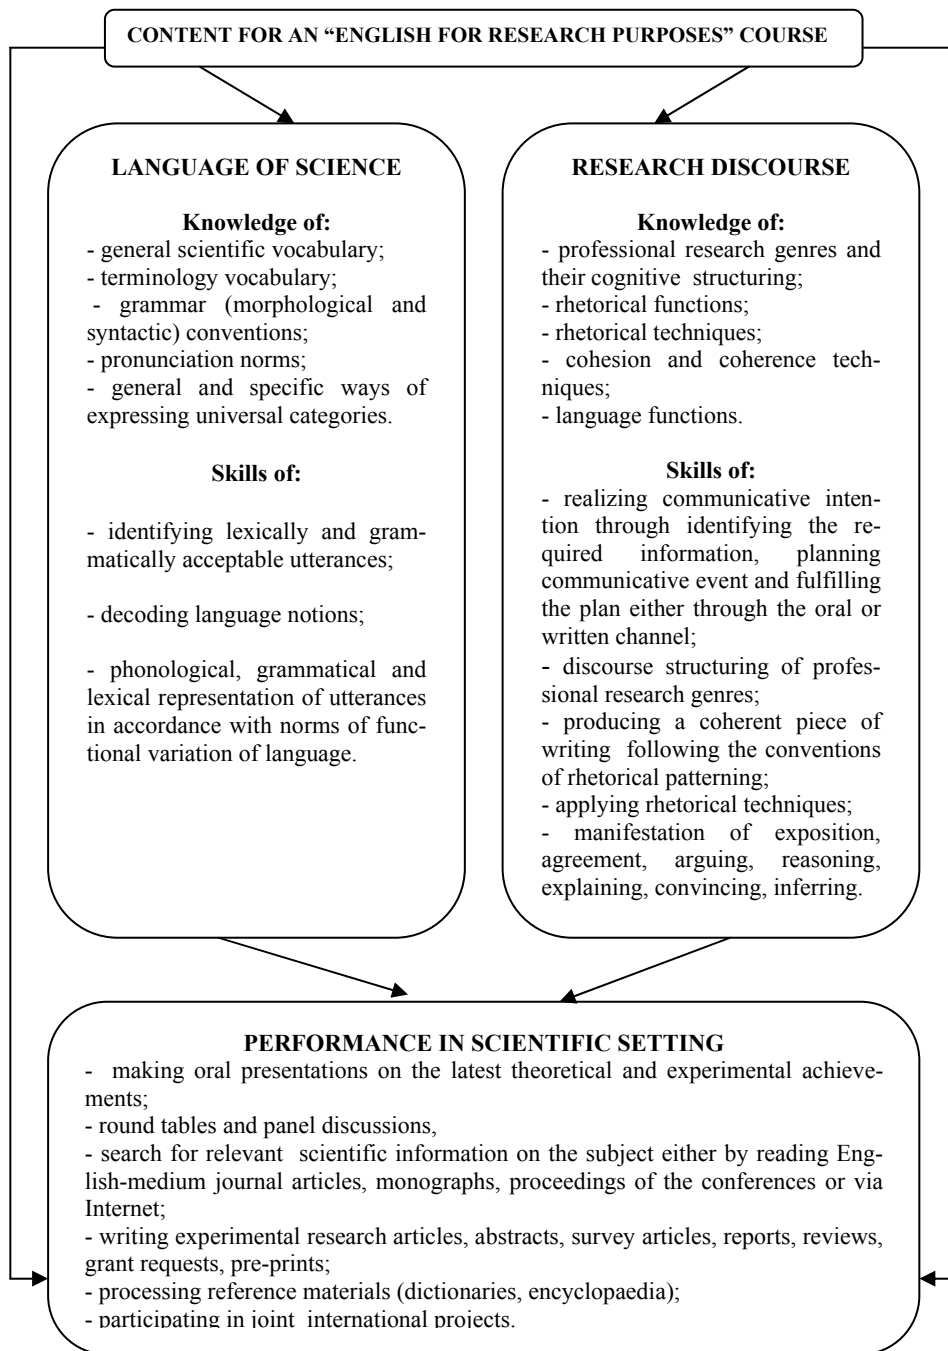 CONTENT FOR AN “ENGLISH FOR RESEARCH PURPOSES” COURSE
LANGUAGE OF SCIENCE
Knowledge of:
- general scientific vocabulary;
- terminology vocabulary;
- grammar (morphological and
syntactic) conventions;
- pronunciation norms;
- general and specific ways of
expressing universal categories.
Skills of:
- identifying lexically and gram-
matically acceptable utterances;
- decoding language notions;
- phonological, grammatical and
lexical representation of utterances
in accordance with norms of func-
tional variation of language.
RESEARCH DISCOURSE
Knowledge of:
- professional research genres and
their cognitive structuring;
- rhetorical functions;
- rhetorical techniques;
- cohesion and coherence tech-
niques;
- language functions.
Skills of:
- realizing communicative inten-
tion through identifying the re-
quired information, planning
communicative event and fulfilling
the plan either through the oral or
written channel;
- discourse structuring of profes-
sional research genres;
- producing a coherent piece of
writing following the conventions
of rhetorical patterning;
- applying rhetorical techniques;
- manifestation of exposition,
agreement, arguing, reasoning,
explaining, convincing, inferring.
PERFORMANCE IN SCIENTIFIC SETTING
- making oral presentations on the latest theoretical and experimental achieve-
ments;
- round tables and panel discussions,
- search for relevant scientific information on the subject either by reading Eng-
lish-medium journal articles, monographs, proceedings of the conferences or via
Internet;
- writing experimental research articles, abstracts, survey articles, reports, reviews,
grant requests, pre-prints;
- processing reference materials (dictionaries, encyclopaedia);
- participating in joint international projects.